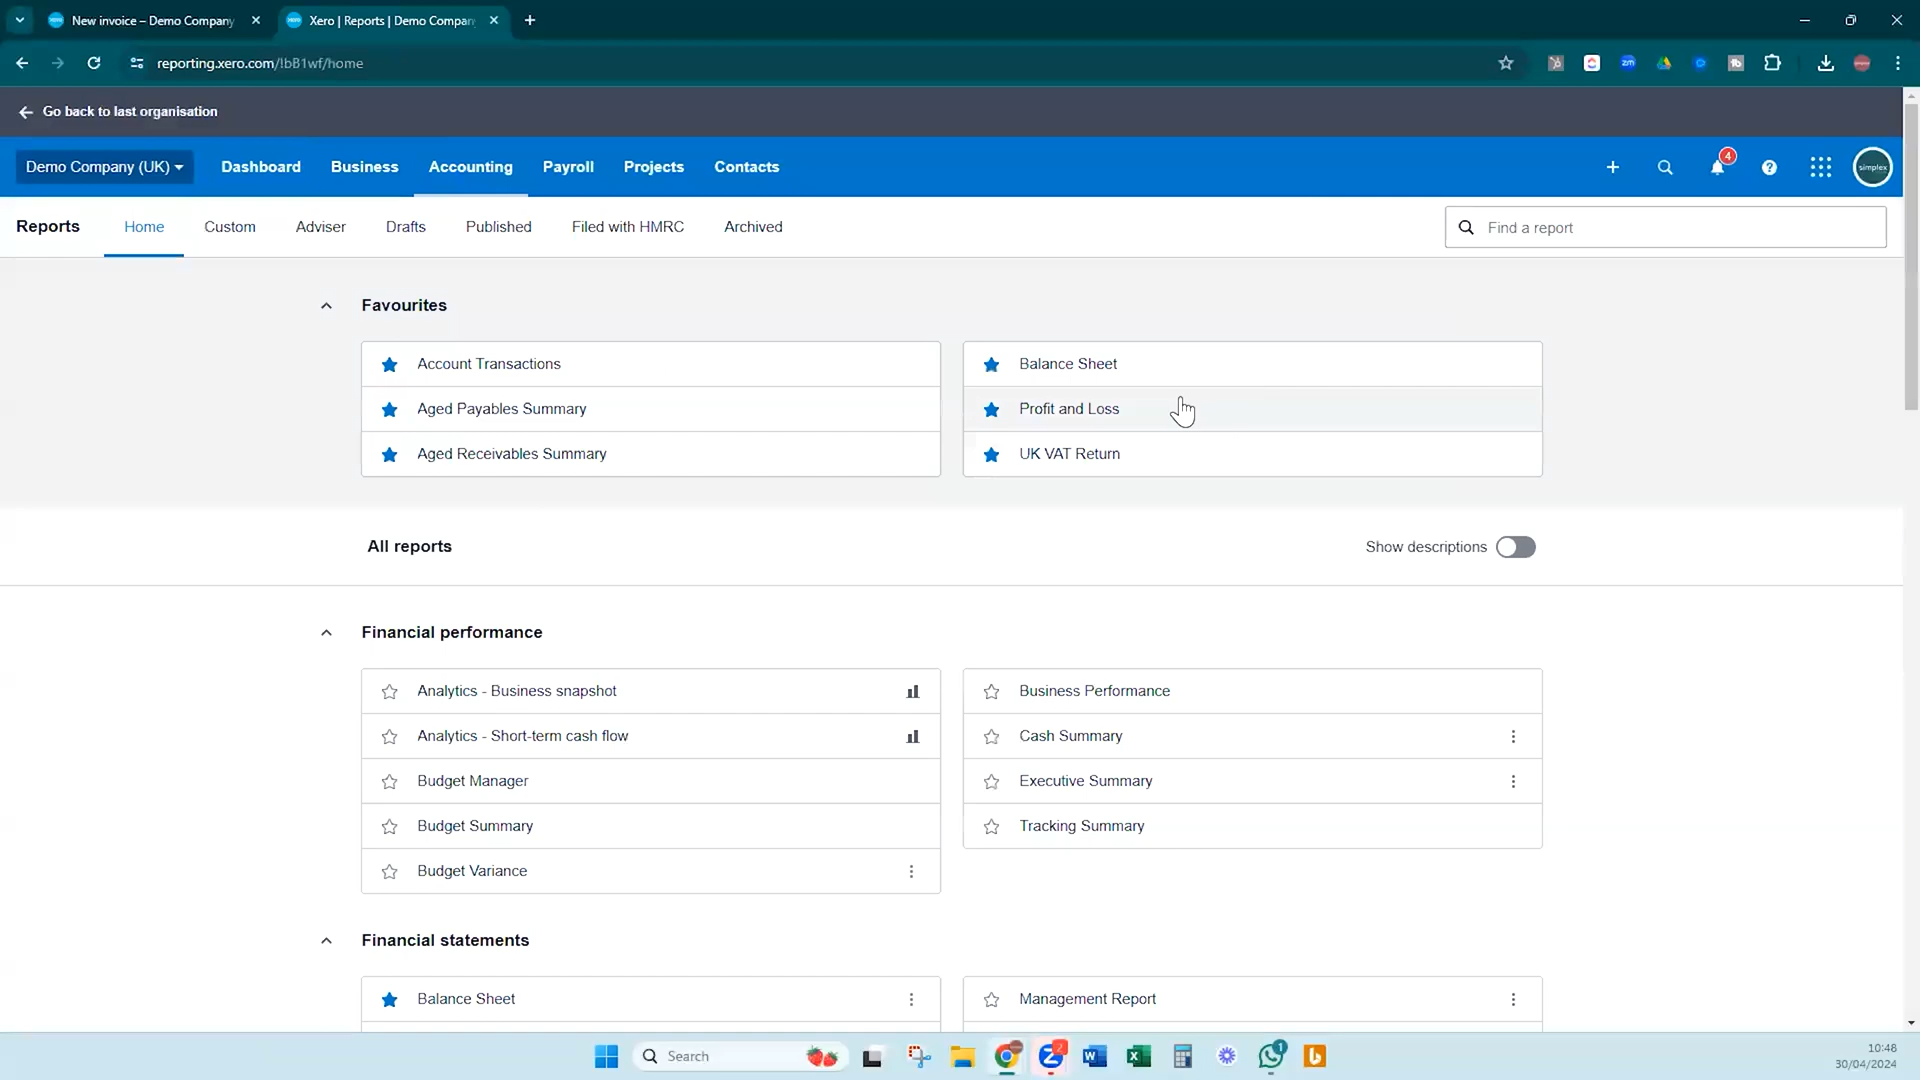 New invoice – Demo Company
Xero | Reports | Demo Compan
reporting.xero.com/!bB1wf/home
Go back to last organisation
Demo Company (UK)
Dashboard
Business
Accounting
Payroll
Projects
Contacts
4
simplex
Reports
Home
Custom
Adviser
Drafts
Published
Filed with HMRC
Archived
Find a report
Favourites
Account Transactions
Balance Sheet
Aged Payables Summary
Profit and Loss
Aged Receivables Summary
UK VAT Return
All reports
Show descriptions
Financial performance
Analytics - Business snapshot
Business Performance
Analytics - Short-term cash flow
Cash Summary
Budget Manager
Executive Summary
Budget Summary
Tracking Summary
Budget Variance
Financial statements
Balance Sheet
Management Report
Search
2
1
10:48
30/04/2024